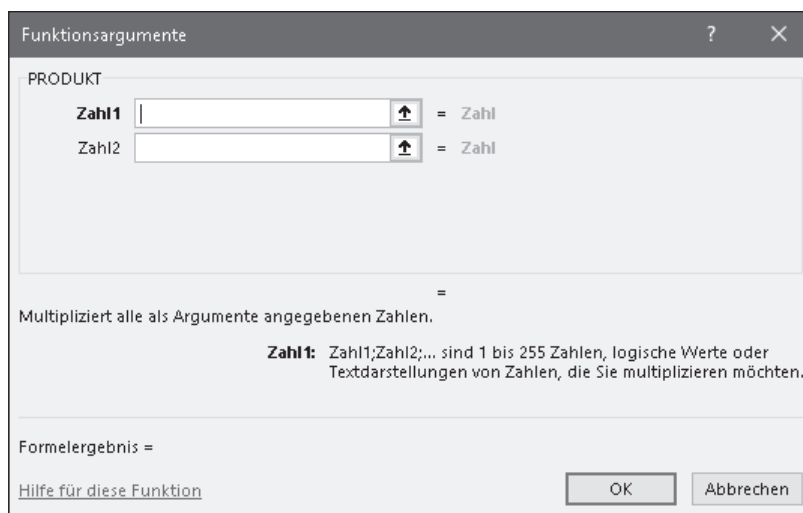 Funktionsargumente ? ×
PRODUKT
Zahl1 = Zahl
Zahl2 = Zahl
=
Multipliziert alle als Argumente angegebenen Zahlen.
Zahl1: Zahl1;Zahl2;... sind 1 bis 255 Zahlen, logische Werte oder
Textdarstellungen von Zahlen, die Sie multiplizieren möchten.
Formelergebnis =
Hilfe für diese Funktion OK Abbrechen